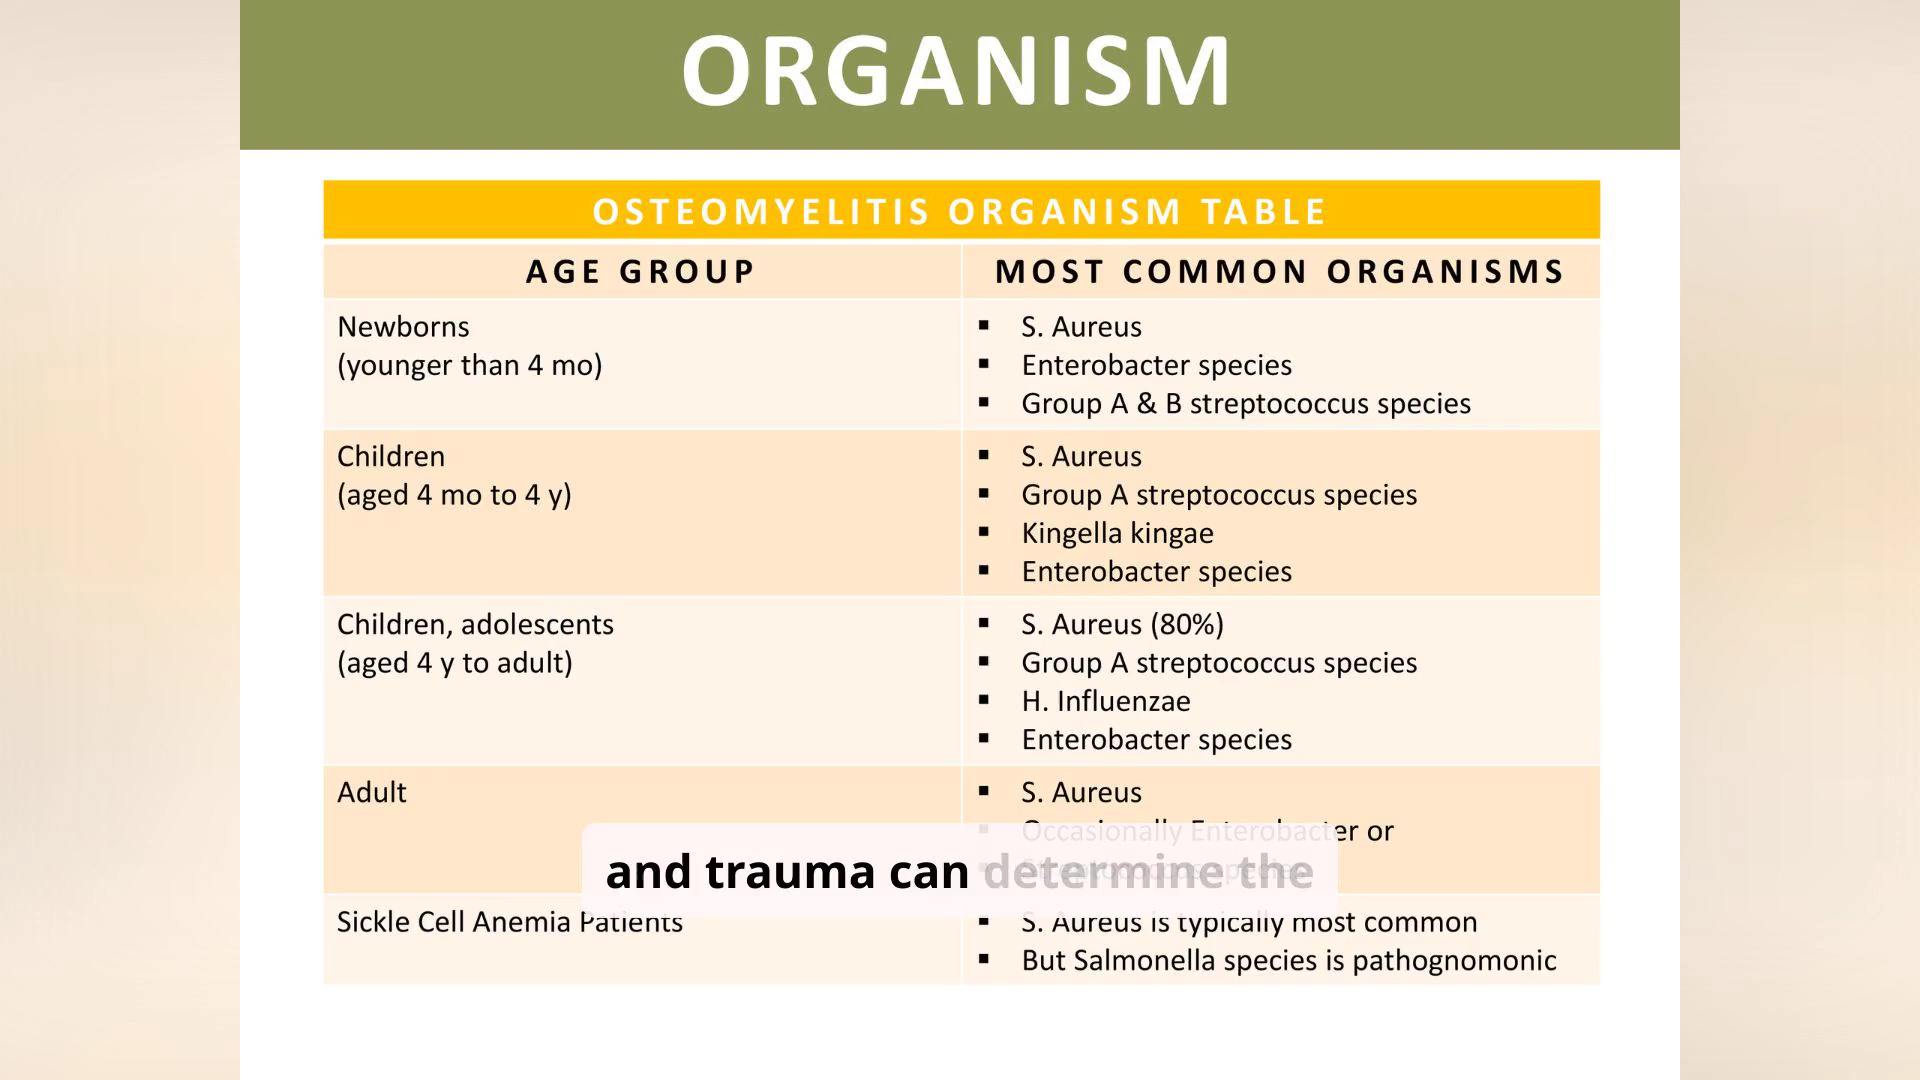 ORGANISM
OSTEOMYELITIS ORGANISM TABLE
AGE GROUP
MOST COMMON ORGANISMS
Newborns
(younger than 4 mo)
▪ S. Aureus
▪ Enterobacter species
▪ Group A & B streptococcus species
Children
(aged 4 mo to 4 y)
▪ S. Aureus
▪ Group A streptococcus species
▪ Kingella kingae
▪ Enterobacter species
Children, adolescents
(aged 4 y to adult)
▪ S. Aureus (80%)
▪ Group A streptococcus species
▪ H. Influenzae
▪ Enterobacter species
Adult
▪ S. Aureus
▪ Occasionally Enterobacter or
▪ Streptococcus species
and trauma can determine the
Sickle Cell Anemia Patients
▪ S. Aureus is typically most common
▪ But Salmonella species is pathognomonic